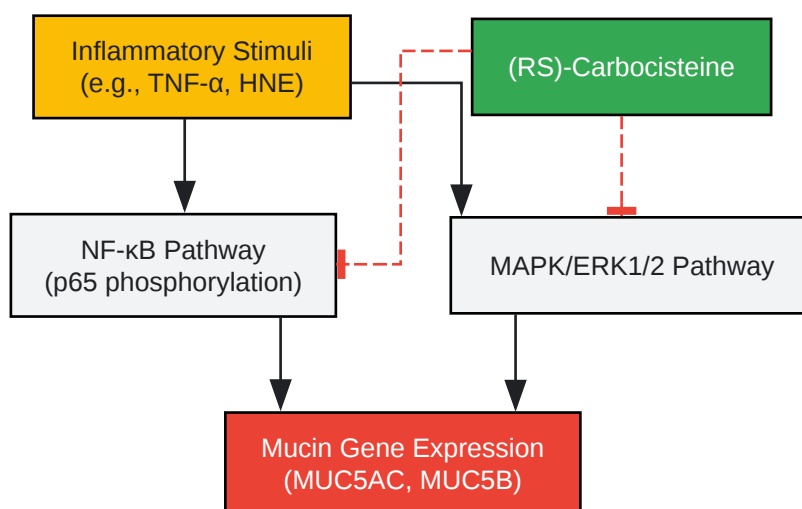 Inflammatory Stimuli
(e.g., TNF-α, HNE)
(RS)-Carbocisteine
NF-κB Pathway
(p65 phosphorylation)
MAPK/ERK1/2 Pathway
Mucin Gene Expression
(MUC5AC, MUC5B)